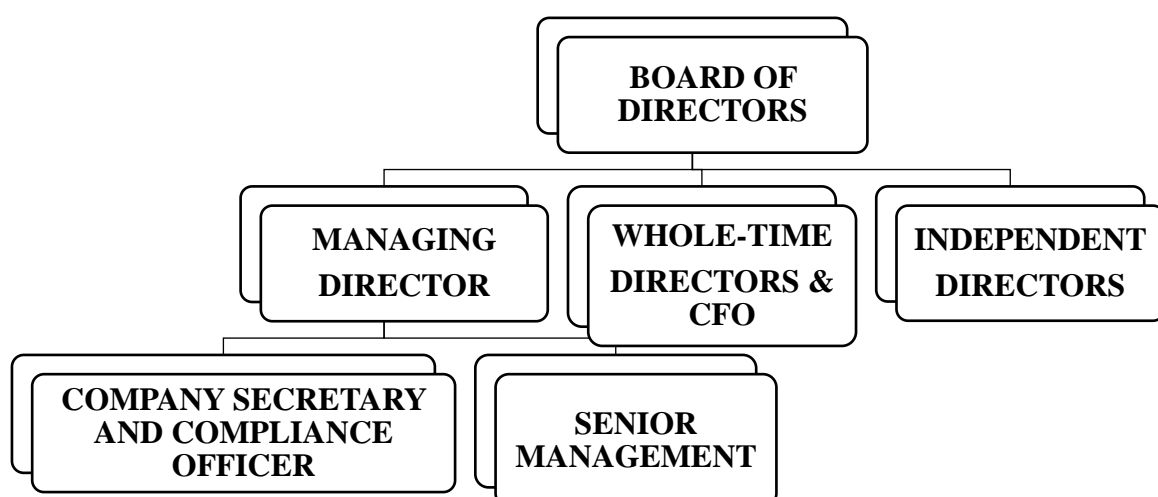 BOARD OF
DIRECTORS
MANAGING
DIRECTOR
WHOLE-TIME
DIRECTORS &
CFO
INDEPENDENT
DIRECTORS
COMPANY SECRETARY
AND COMPLIANCE
OFFICER
SENIOR
MANAGEMENT